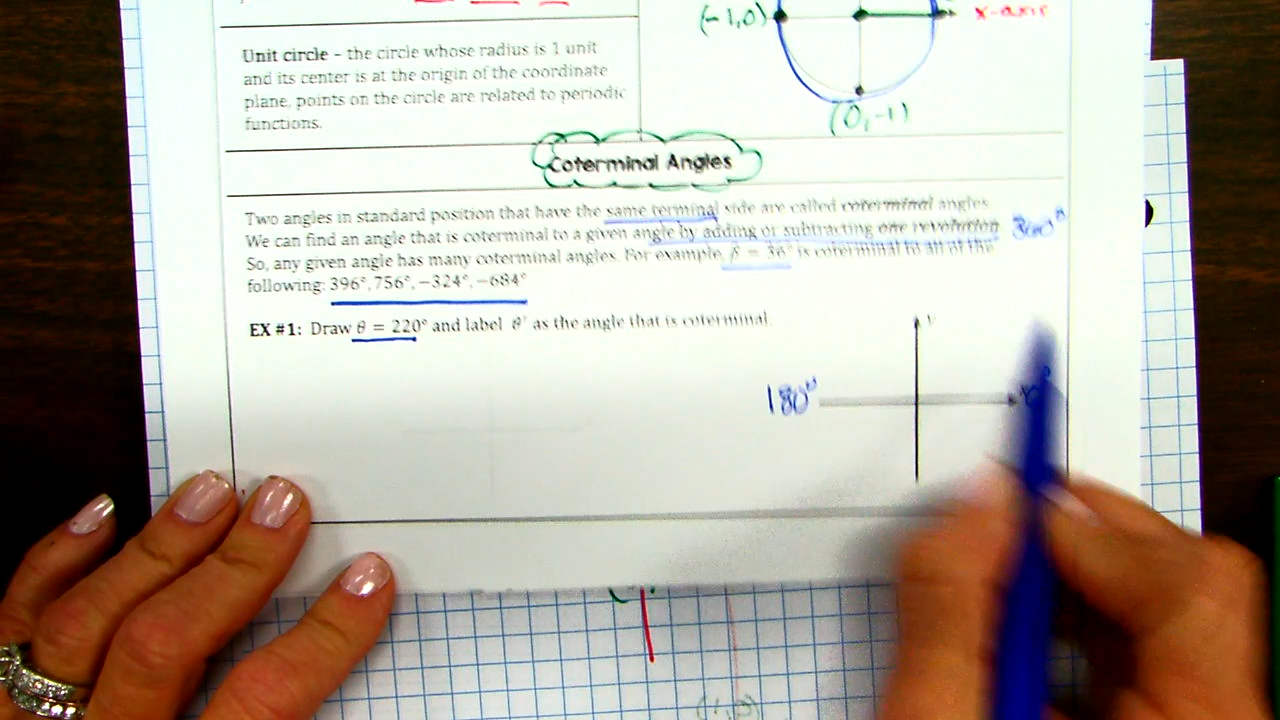 (-1,0)
x-axis
Unit circle – the circle whose radius is 1 unit
and its center is at the origin of the coordinate
plane, points on the circle are related to periodic
functions.
(0,-1)
Coterminal Angles
Two angles in standard position that have the same terminal side are called coterminal angles
We can find an angle that is coterminal to a given angle by adding or subtracting one revolution 360°
So, any given angle has many coterminal angles. For example, β = 36° is coterminal to all of the
following: 396°, 756°, −324°, −684°
EX #1: Draw θ = 220° and label θ' as the angle that is coterminal.
180°
(1,0)